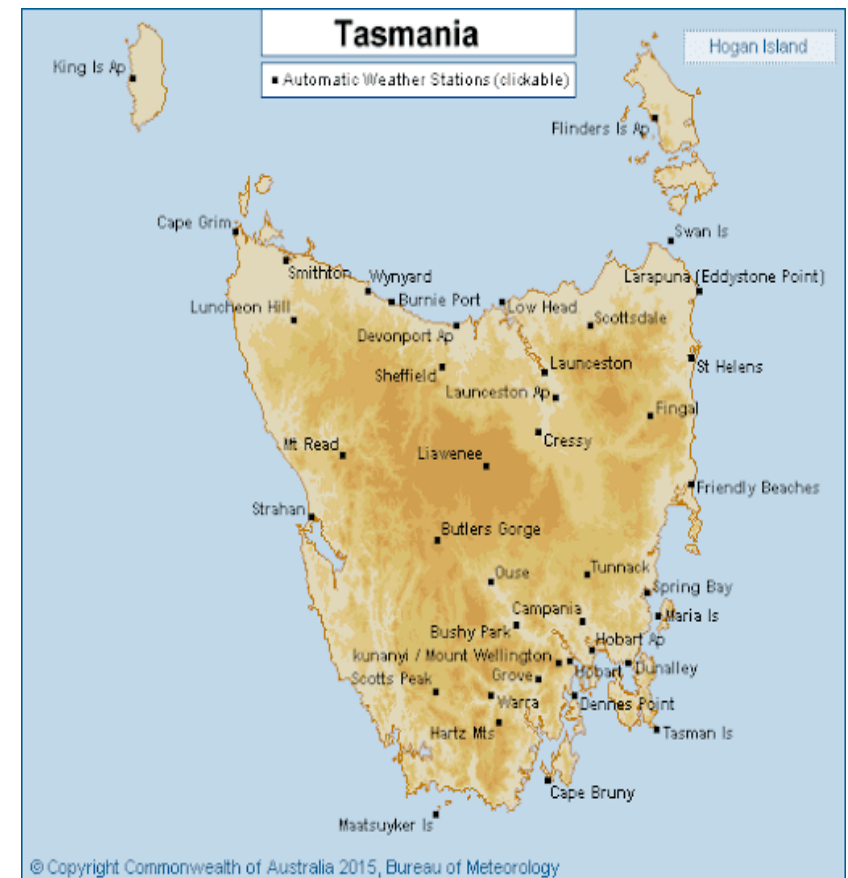 Tasmania
Hogan Island
King Is Ap
Automatic Weather Stations (clickable)
Flinders Is Ap
Cape Grim
Swan Is
Smithton
Wynyard
Larapuna (Eddystone Point)
Luncheon Hill
Burnie Port
Low Head
Scottsdale
Devonport Ap
Sheffield
Launceston
St Helens
Launceston Ap
Fingal
Cressy
Mt Read
Liawenee
Friendly Beaches
Strahan
Butlers Gorge
Ouse
Tunnack
Spring Bay
Campania
Maria Is
Bushy Park
Hobart Ap
kunanyi / Mount Wellington
Hobart
Dunalley
Scotts Peak
Grove
Warra
Dennes Point
Hartz Mts
Tasman Is
Cape Bruny
Maatsuyker Is
© Copyright Commonwealth of Australia 2015, Bureau of Meteorology